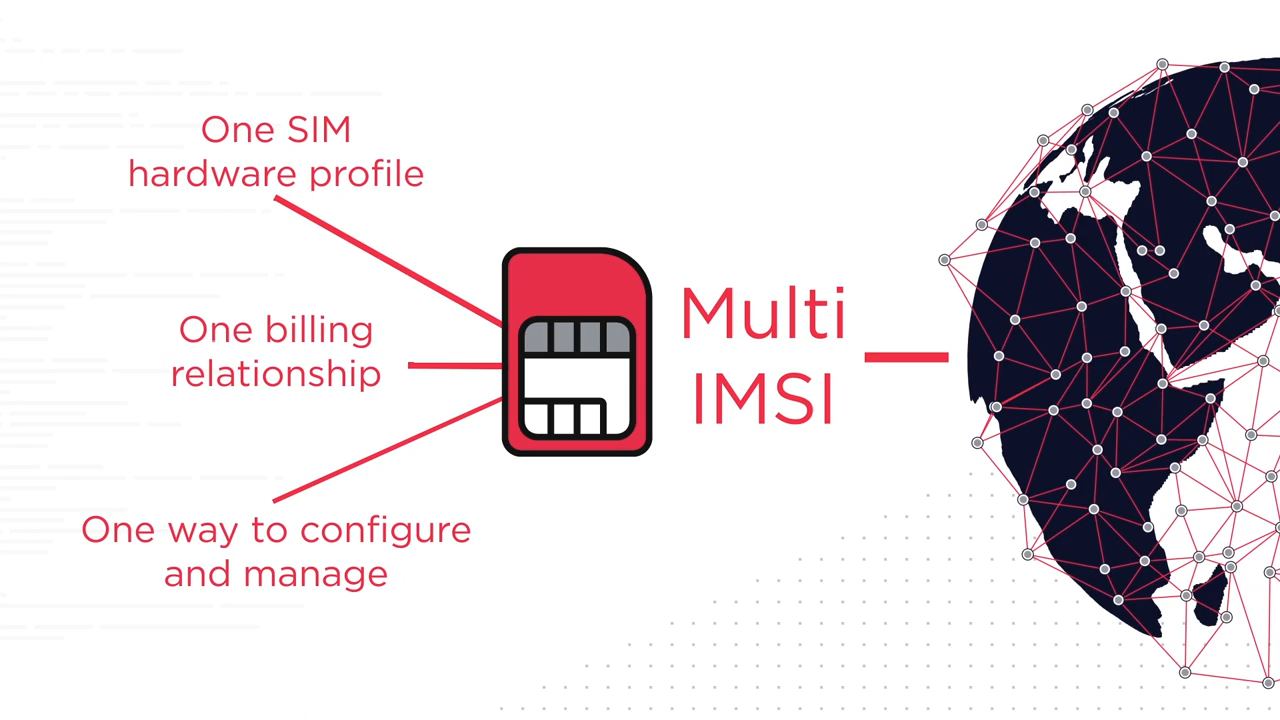 One SIM
hardware profile
One billing
relationship
One way to configure
and manage
Multi
IMSI